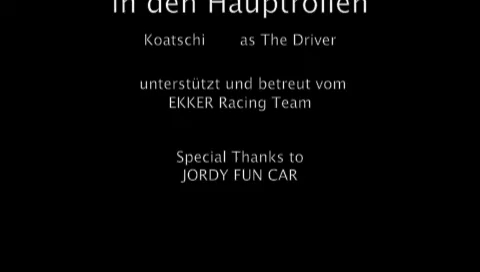 in den Hauptrollen
Koatschi as The Driver
unterstützt und betreut vom
EKKER Racing Team
Special Thanks to
JORDY FUN CAR